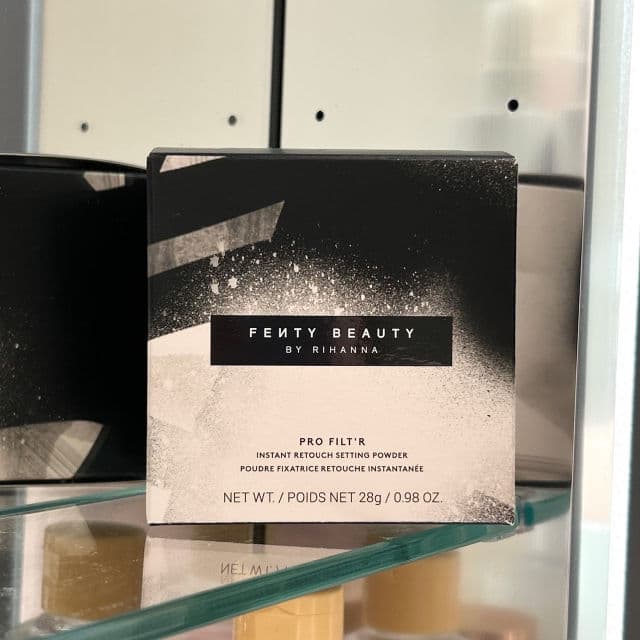 FEИTY BEAUTY
BY RIHANNA
PRO FILT'R
INSTANT RETOUCH SETTING POWDER
POUDRE FIXATRICE RETOUCHE INSTANTANÉE
NET WT. / POIDS NET 28g / 0.98 OZ.